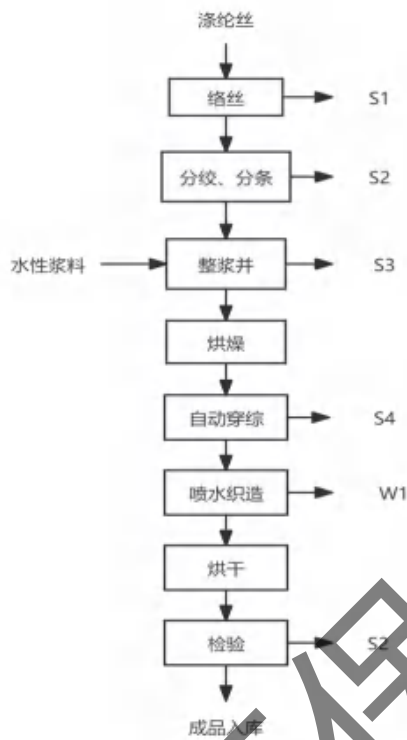 涤纶丝
络丝
S1
分绞、分条
S2
水性浆料
整浆并
S3
烘燥
自动穿综
S4
喷水织造
W1
烘干
检验
S2
成品入库